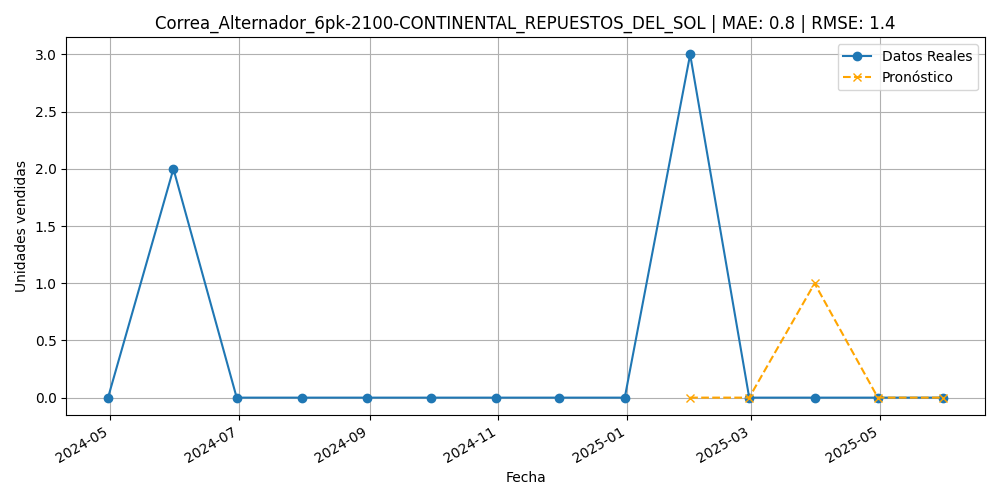 Correa_Alternador_6pk-2100-CONTINENTAL_REPUESTOS_DEL_SOL | MAE: 0.8 | RMSE: 1.4
Datos Reales
Pronóstico
Unidades vendidas
3.0
2.5
2.0
1.5
1.0
0.5
0.0
2024-05
2024-07
2024-09
2024-11
2025-01
2025-03
2025-05
Fecha